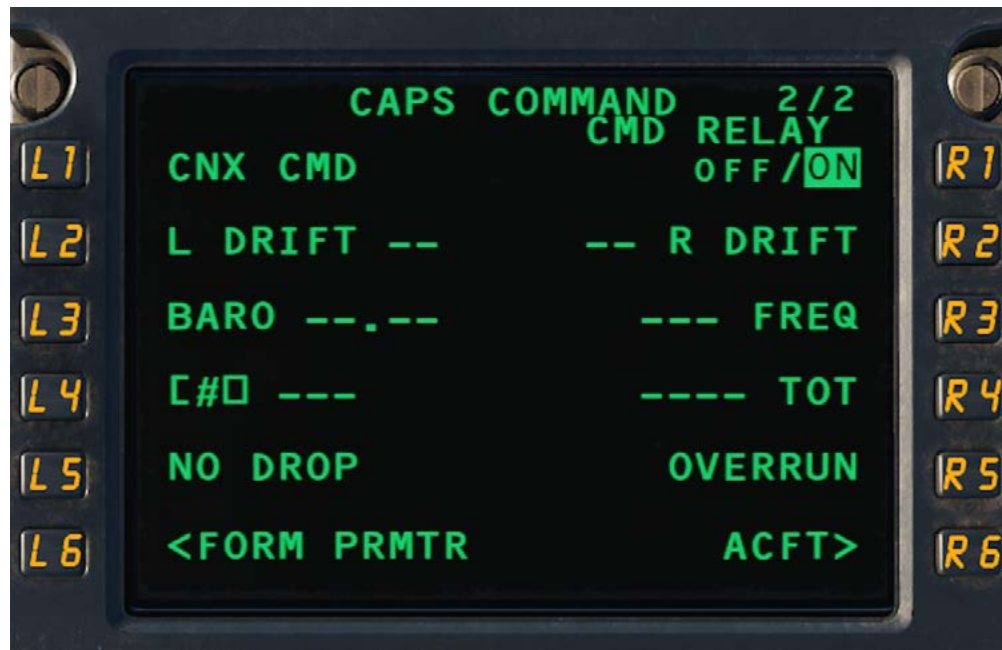 CAPS COMMAND 2/2
CMD RELAY
L1 CNX CMD OFF/ON R1
L2 L DRIFT -- -- R DRIFT R2
L3 BARO --.-- --- FREQ R3
L4 [#□ --- ---- TOT R4
L5 NO DROP OVERRUN R5
L6 <FORM PRMTR ACFT> R6